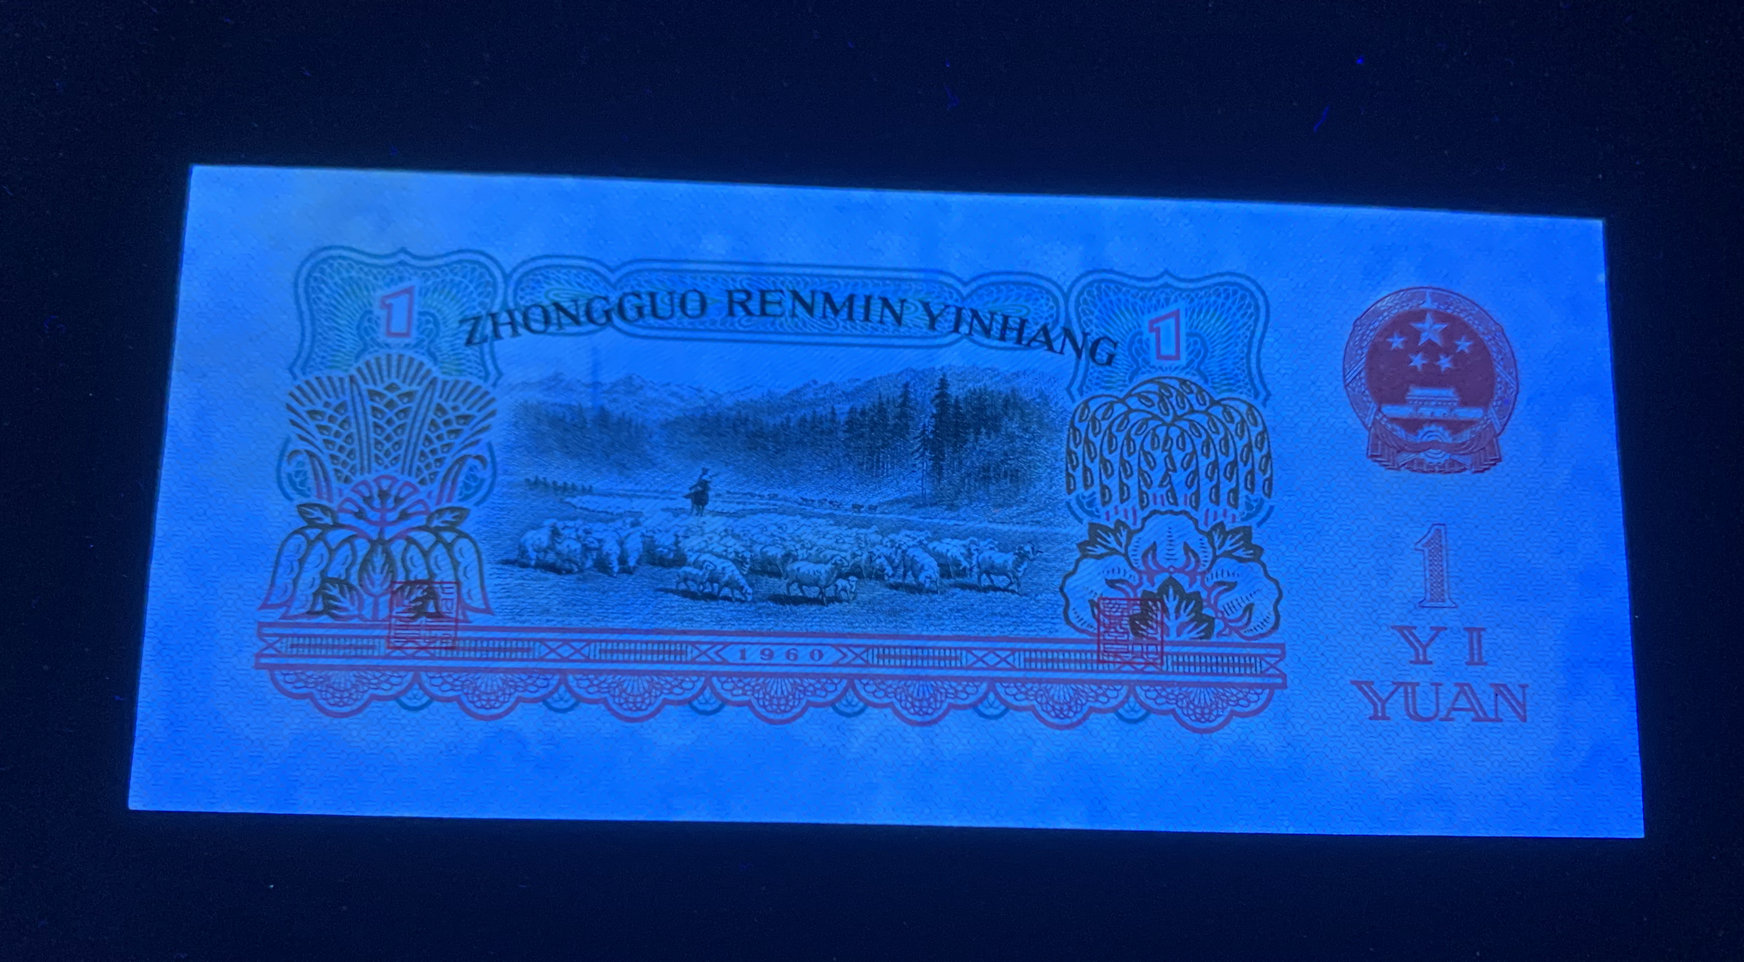 1
ZHONGGUO RENMIN YINHANG
1
1960
1
YI
YUAN